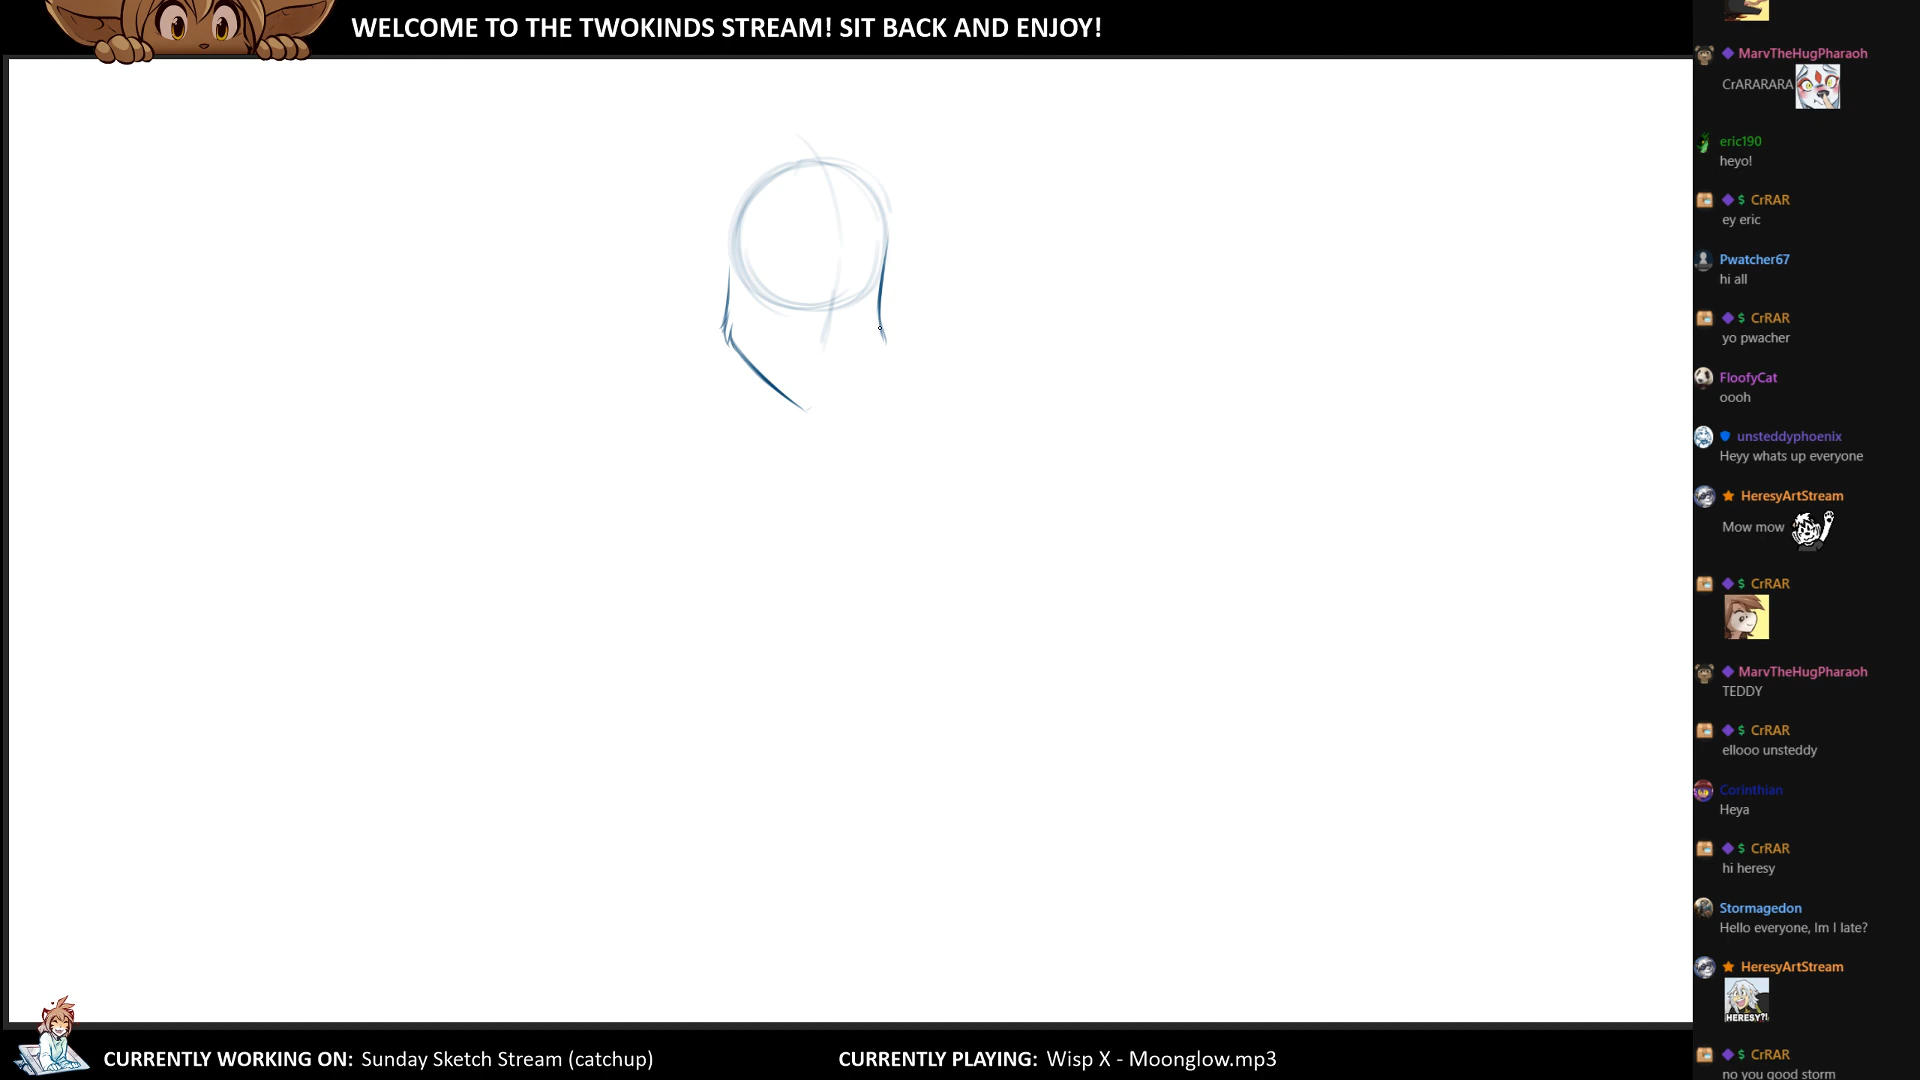 WELCOME TO THE TWOKINDS STREAM! SIT BACK AND ENJOY!
MarvTheHugPharaoh
CrARARARA
eric190
heyo!
$ CrRAR
ey eric
Pwatcher67
hi all
$ CrRAR
yo pwacher
FloofyCat
oooh
unsteddyphoenix
Heyy whats up everyone
HeresyArtStream
Mow mow
$ CrRAR
MarvTheHugPharaoh
TEDDY
$ CrRAR
ellooo unsteddy
Corinthian
Heya
$ CrRAR
hi heresy
Stormagedon
Hello everyone, Im I late?
HeresyArtStream
HERESY?!
$ CrRAR
no you good storm
CURRENTLY WORKING ON: Sunday Sketch Stream (catchup)
CURRENTLY PLAYING: Wisp X - Moonglow.mp3